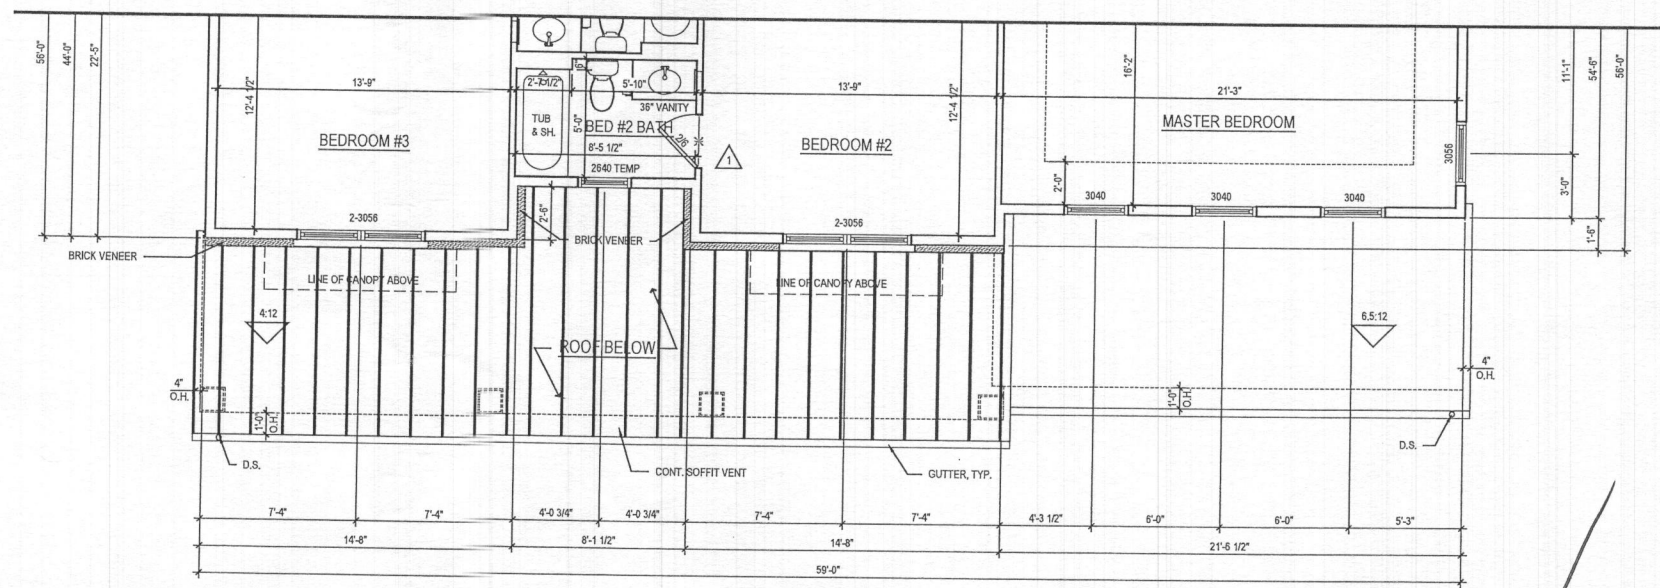 56'-0"
44'-0"
22'-5"
13'-9"
12'-4 1/2"
BEDROOM #3
2'-7 1/2"
6"
5'-10"
36" VANITY
TUB
& SH.
5'-0"
BED #2 BATH
2/6
8'-5 1/2"
2640 TEMP
1
13'-9"
12'-4 1/2"
BEDROOM #2
16'-2"
21'-3"
MASTER BEDROOM
3056
11'-1"
54'-6"
56'-0"
2'-0"
3'-0"
3040
3040
3040
1'-6"
2-3056
2'-6"
2-3056
BRICK VENEER
BRICK VENEER
LINE OF CANOPY ABOVE
LINE OF CANOPY ABOVE
4:12
6.5:12
ROOF BELOW
4"
O.H.
4"
O.H.
1'-0"
O.H.
1'-0"
O.H.
D.S.
CONT. SOFFIT VENT
GUTTER, TYP.
D.S.
7'-4"
7'-4"
4'-0 3/4"
4'-0 3/4"
7'-4"
7'-4"
4'-3 1/2"
6'-0"
6'-0"
5'-3"
14'-8"
8'-1 1/2"
14'-8"
21'-6 1/2"
59'-0"